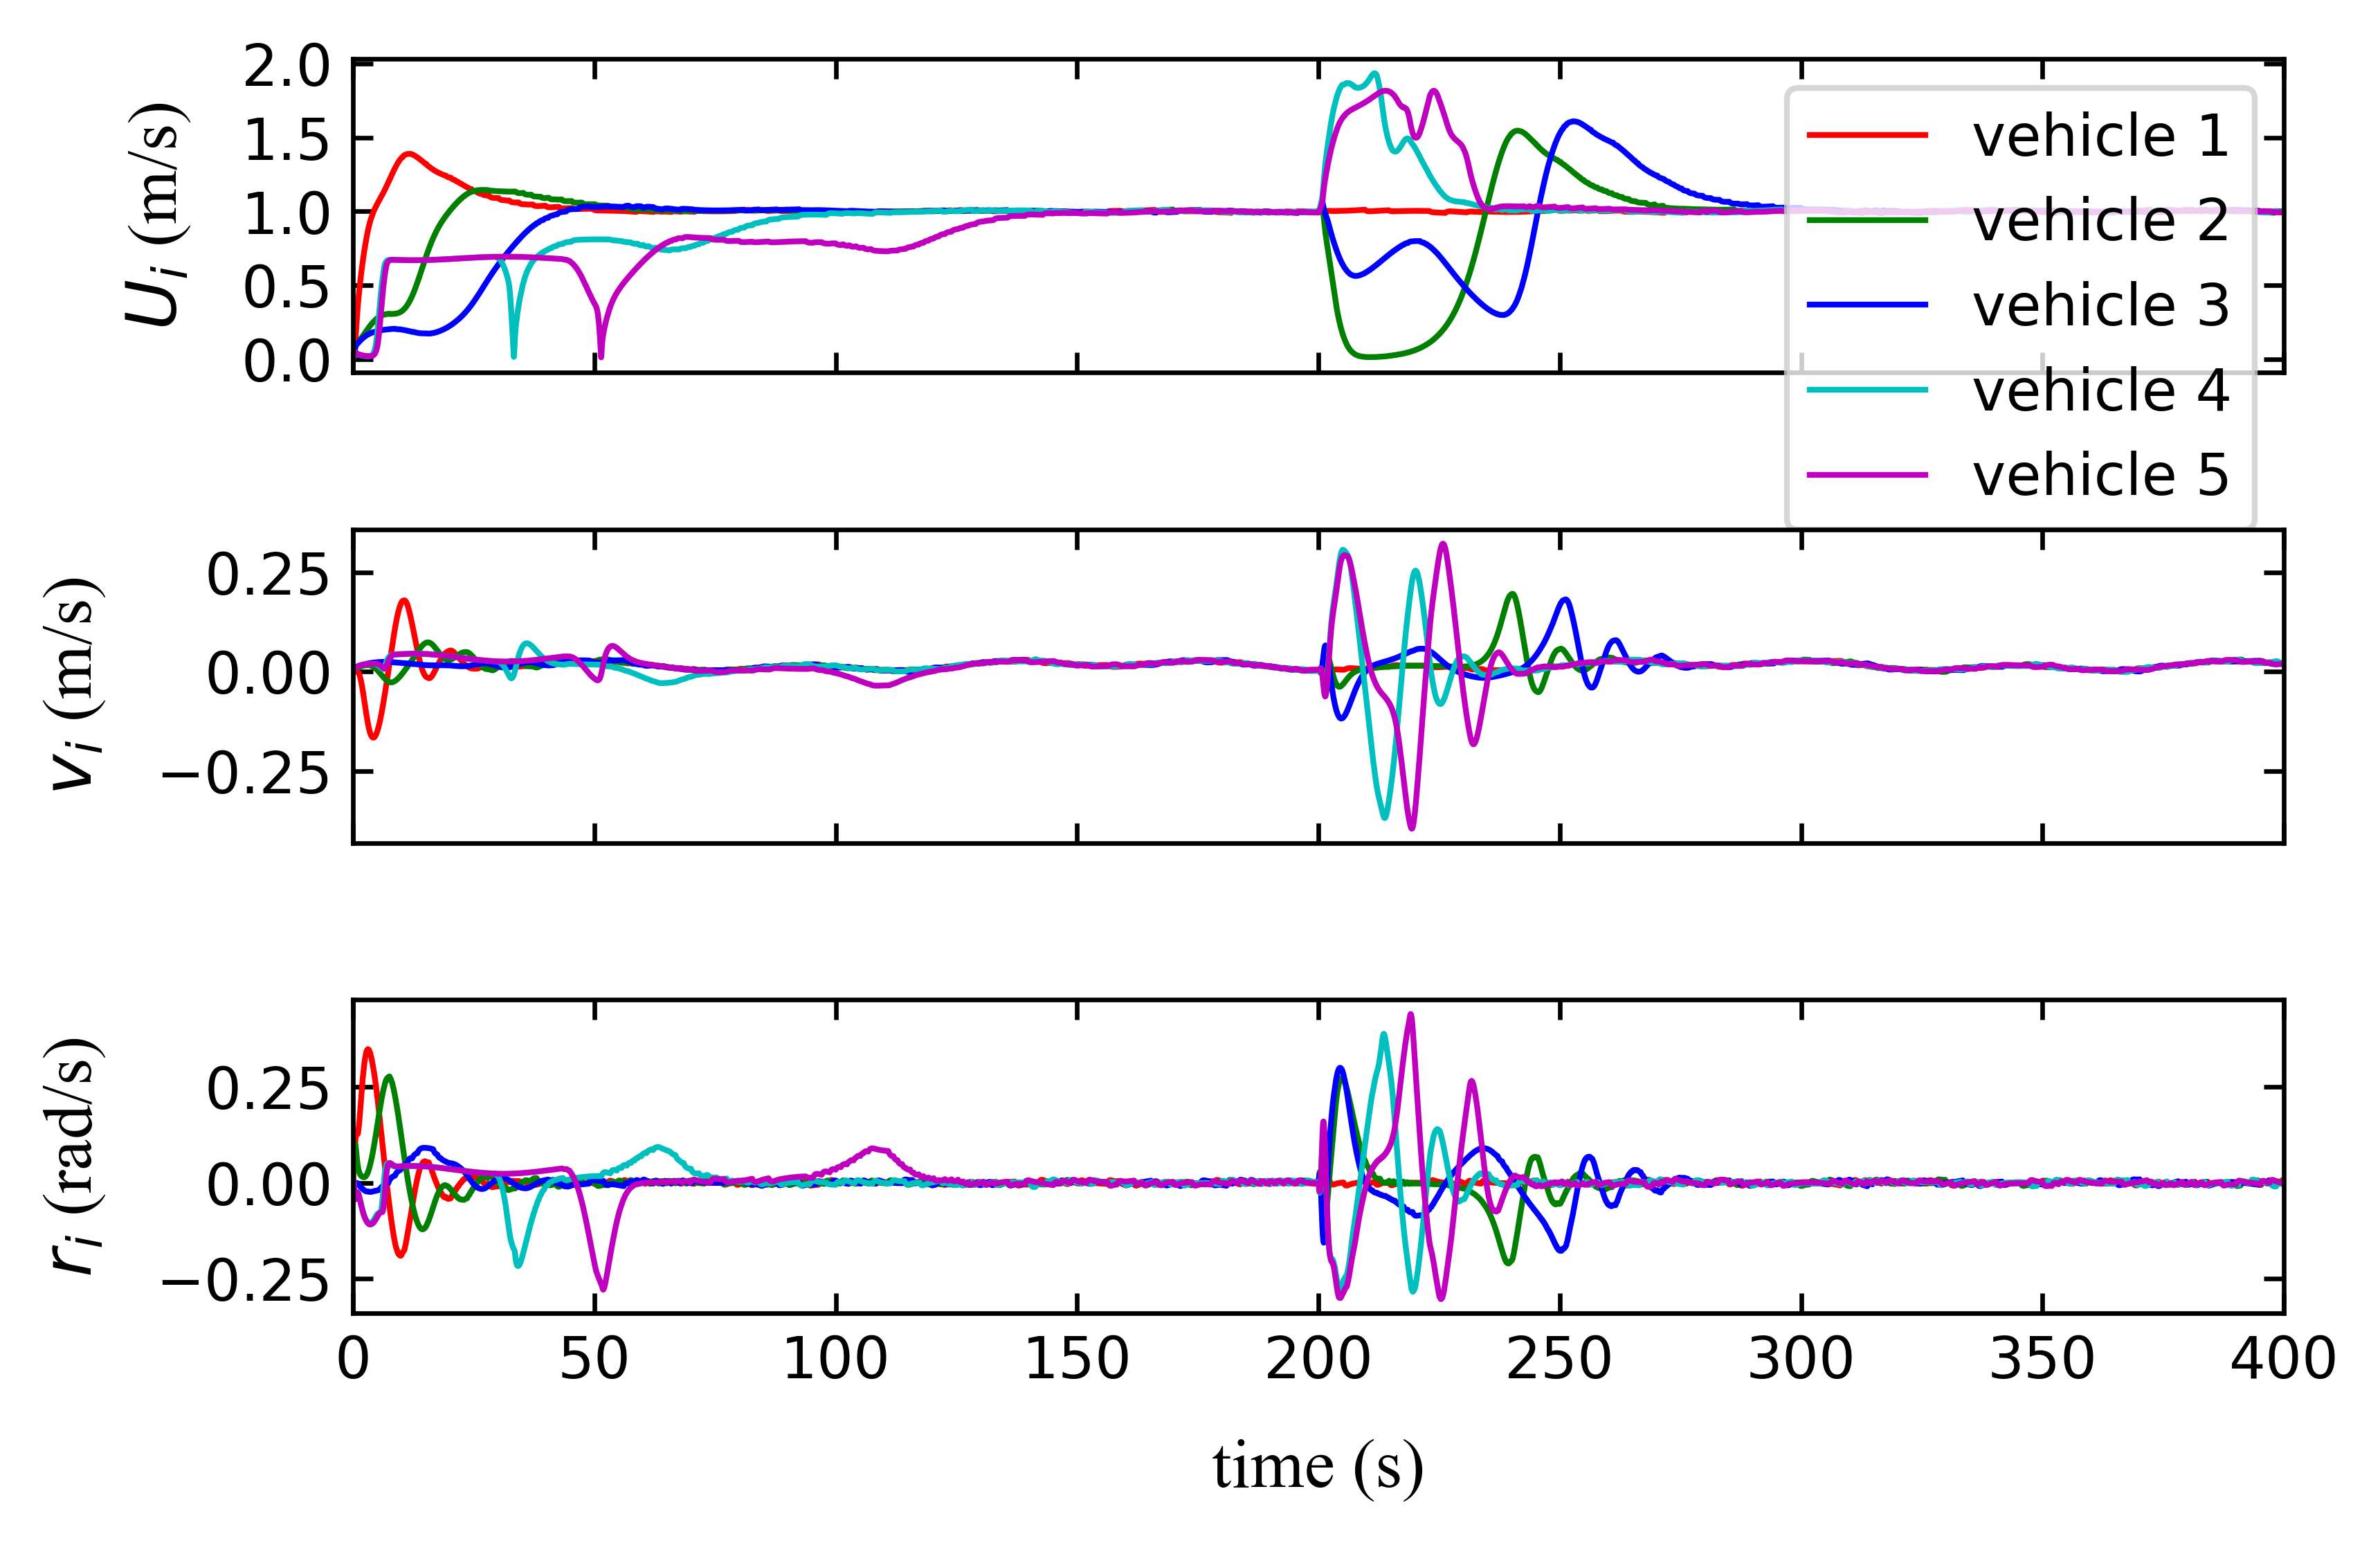 2.0
1.5
1.0
0.5
0.0
U_i (m/s)
vehicle 1
vehicle 2
vehicle 3
vehicle 4
vehicle 5
0.25
0.00
−0.25
v_i (m/s)
0.25
0.00
−0.25
r_i (rad/s)
0 50 100 150 200 250 300 350 400
time (s)